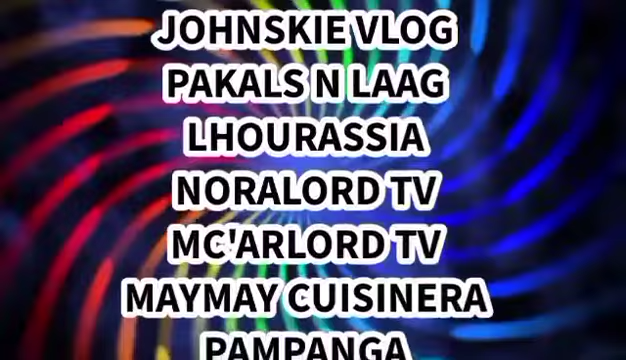 JOHNSKIE VLOG
PAKALS N LAAG
LHOURASSIA
NORALORD TV
MC'ARLORD TV
MAYMAY CUISINERA
PAMPANGA